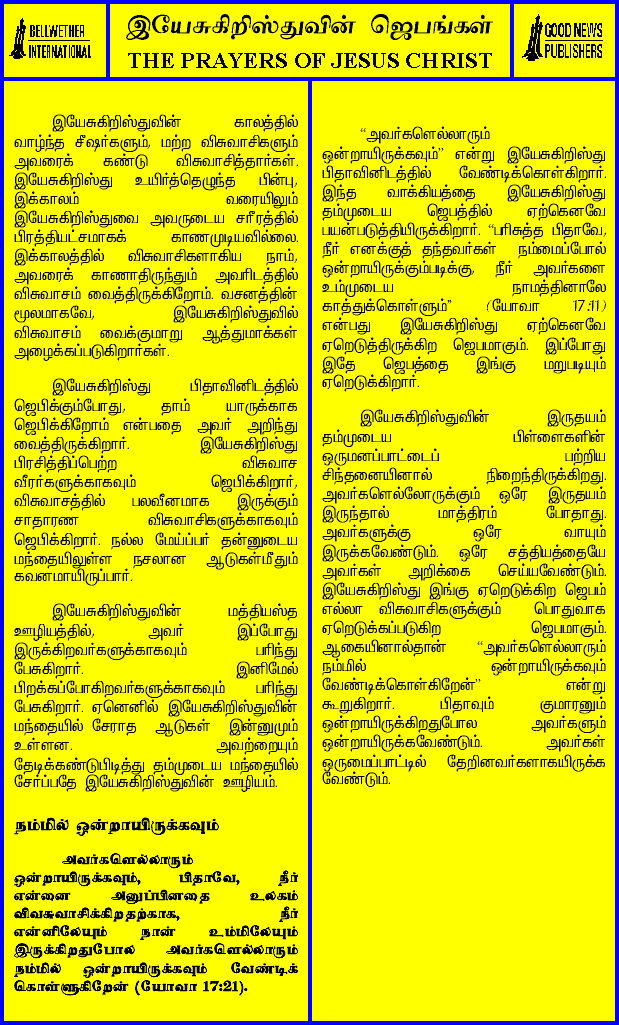 BELLWETHER
INTERNATIONAL
இயேசுகிறிஸ்துவின் ஜெபங்கள்
THE PRAYERS OF JESUS CHRIST
GOOD NEWS
PUBLISHERS
இயேசுகிறிஸ்துவின் காலத்தில்
வாழ்ந்த சீஷர்களும், மற்ற விசுவாசிகளும்
அவரைக் கண்டு விசுவாசித்தார்கள்.
இயேசுகிறிஸ்து உயிர்த்தெழுந்த பின்பு,
இக்காலம் வரையிலும்
இயேசுகிறிஸ்துவை அவருடைய சரீரத்தில்
பிரத்தியட்சமாகக் காணமுடியவில்லை.
இக்காலத்தில் விசுவாசிகளாகிய நாம்,
அவரைக் காணாதிருந்தும் அவரிடத்தில்
விசுவாசம் வைத்திருக்கிறோம். வசனத்தின்
மூலமாகவே, இயேசுகிறிஸ்துவில்
விசுவாசம் வைக்குமாறு ஆத்துமாக்கள்
அழைக்கப்படுகிறார்கள்.
இயேசுகிறிஸ்து பிதாவினிடத்தில்
ஜெபிக்கும்போது, தாம் யாருக்காக
ஜெபிக்கிறோம் என்பதை அவர் அறிந்து
வைத்திருக்கிறார். இயேசுகிறிஸ்து
பிரசித்திப்பெற்ற விசுவாச
வீரர்களுக்காகவும் ஜெபிக்கிறார்,
விசுவாசத்தில் பலவீனமாக இருக்கும்
சாதாரண விசுவாசிகளுக்காகவும்
ஜெபிக்கிறார். நல்ல மேய்ப்பர் தன்னுடைய
மந்தையிலுள்ள நசலான ஆடுகள்மீதும்
கவனமாயிருப்பார்.
இயேசுகிறிஸ்துவின் மத்தியஸ்த
ஊழியத்தில், அவர் இப்போது
இருக்கிறவர்களுக்காகவும் பரிந்து
பேசுகிறார். இனிமேல்
பிறக்கப்போகிறவர்களுக்காகவும் பரிந்து
பேசுகிறார். ஏனெனில் இயேசுகிறிஸ்துவின்
மந்தையில் சேராத ஆடுகள் இன்னுமும்
உள்ளன. அவற்றையும்
தேடிக்கண்டுபிடித்து தம்முடைய மந்தையில்
சேர்ப்பதே இயேசுகிறிஸ்துவின் ஊழியம்.
நம்மில் ஒன்றாயிருக்கவும்
அவர்களெல்லாரும்
ஒன்றாயிருக்கவும், பிதாவே, நீர்
என்னை அனுப்பினதை உலகம்
விவசுவாசிக்கிறதற்காக, நீர்
என்னிலேயும் நான் உம்மிலேயும்
இருக்கிறதுபோல அவர்களெல்லாரும்
நம்மில் ஒன்றாயிருக்கவும் வேண்டிக்
கொள்ளுகிறேன் (யோவா 17:21).
“அவர்களெல்லாரும்
ஒன்றாயிருக்கவும்” என்று இயேசுகிறிஸ்து
பிதாவினிடத்தில் வேண்டிக்கொள்கிறார்.
இந்த வாக்கியத்தை இயேசுகிறிஸ்து
தம்முடைய ஜெபத்தில் ஏற்கெனவே
பயன்படுத்தியிருக்கிறார். “பரிசுத்த பிதாவே,
நீர் எனக்குத் தந்தவர்கள் நம்மைப்போல்
ஒன்றாயிருக்கும்படிக்கு, நீர் அவர்களை
உம்முடைய நாமத்தினாலே
காத்துக்கொள்ளும்” (யோவா 17:11)
என்பது இயேசுகிறிஸ்து ஏற்கெனவே
ஏறெடுத்திருக்கிற ஜெபமாகும். இப்போது
இதே ஜெபத்தை இங்கு மறுபடியும்
ஏறெடுக்கிறார்.
இயேசுகிறிஸ்துவின் இருதயம்
தம்முடைய பிள்ளைகளின்
ஒருமனப்பாட்டைப் பற்றிய
சிந்தனையினால் நிறைந்திருக்கிறது.
அவர்களெல்லோருக்கும் ஒரே இருதயம்
இருந்தால் மாத்திரம் போதாது.
அவர்களுக்கு ஒரே வாயும்
இருக்கவேண்டும். ஒரே சத்தியத்தையே
அவர்கள் அறிக்கை செய்யவேண்டும்.
இயேசுகிறிஸ்து இங்கு ஏறெடுக்கிற ஜெபம்
எல்லா விசுவாசிகளுக்கும் பொதுவாக
ஏறெடுக்கப்படுகிற ஜெபமாகும்.
ஆகையினால்தான் “அவர்களெல்லாரும்
நம்மில் ஒன்றாயிருக்கவும்
வேண்டிக்கொள்கிறேன்” என்று
கூறுகிறார். பிதாவும் குமாரனும்
ஒன்றாயிருக்கிறதுபோல அவர்களும்
ஒன்றாயிருக்கவேண்டும். அவர்கள்
ஒருமைப்பாட்டில் தேறினவர்களாகயிருக்க
வேண்டும்.